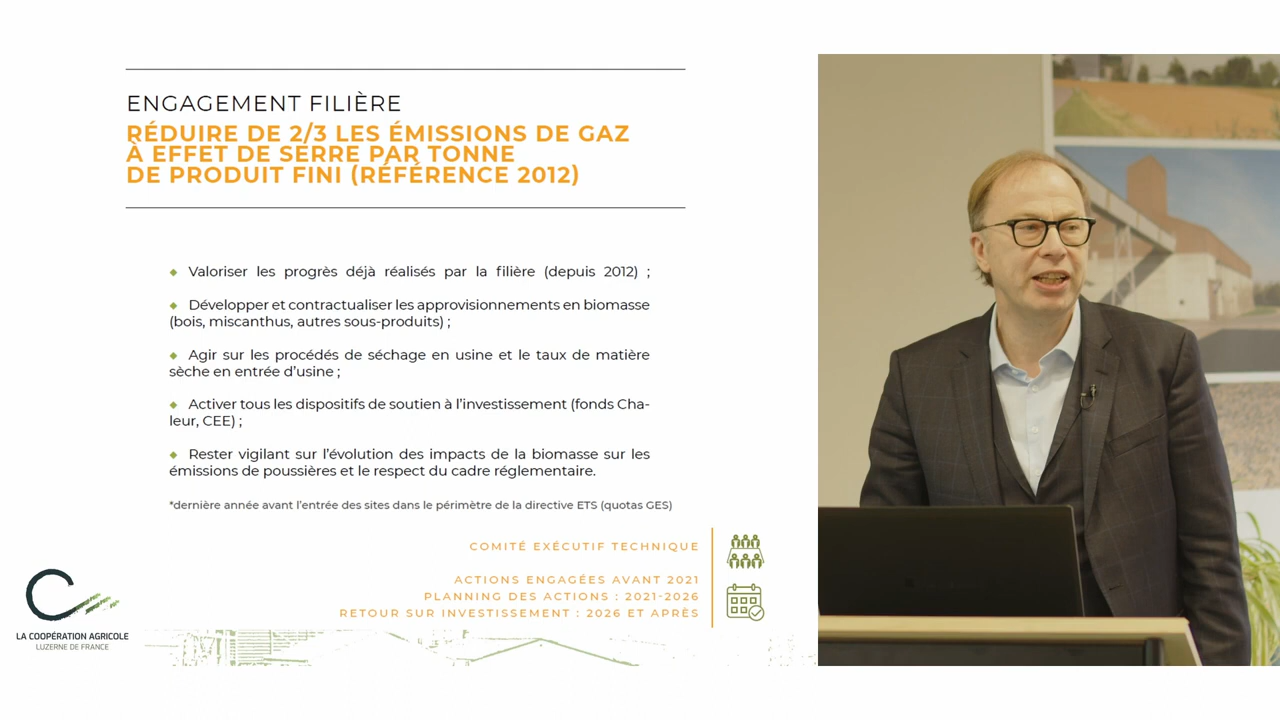 ENGAGEMENT FILIÈRE
RÉDUIRE DE 2/3 LES ÉMISSIONS DE GAZ
À EFFET DE SERRE PAR TONNE
DE PRODUIT FINI (RÉFÉRENCE 2012)
◆ Valoriser les progrès déjà réalisés par la filière (depuis 2012) ;
◆ Développer et contractualiser les approvisionnements en biomasse
(bois, miscanthus, autres sous-produits) ;
◆ Agir sur les procédés de séchage en usine et le taux de matière
sèche en entrée d'usine ;
◆ Activer tous les dispositifs de soutien à l'investissement (fonds Cha-
leur, CEE) ;
◆ Rester vigilant sur l'évolution des impacts de la biomasse sur les
émissions de poussières et le respect du cadre réglementaire.
*dernière année avant l'entrée des sites dans le périmètre de la directive ETS (quotas GES)
COMITÉ EXÉCUTIF TECHNIQUE
ACTIONS ENGAGÉES AVANT 2021
PLANNING DES ACTIONS : 2021-2026
RETOUR SUR INVESTISSEMENT : 2026 ET APRÈS
LA COOPÉRATION AGRICOLE
LUZERNE DE FRANCE